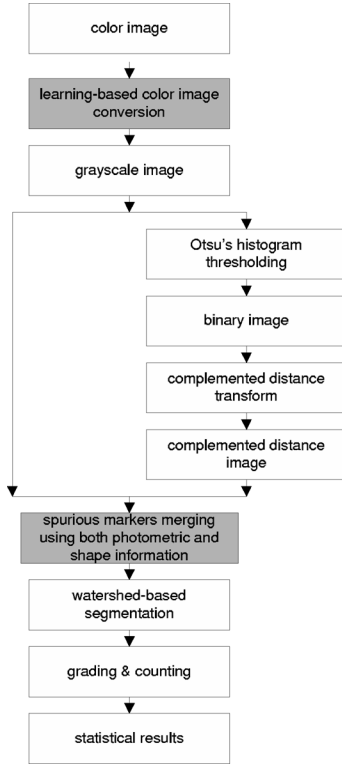 color image
learning-based color image
conversion
grayscale image
Otsu's histogram
thresholding
binary image
complemented distance
transform
complemented distance
image
spurious markers merging
using both photometric and
shape information
watershed-based
segmentation
grading & counting
statistical results